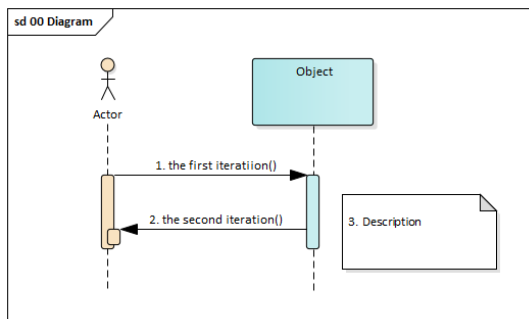 sd 00 Diagram
Object
Actor
1. the first iteratiion()
2. the second iteration()
3. Description